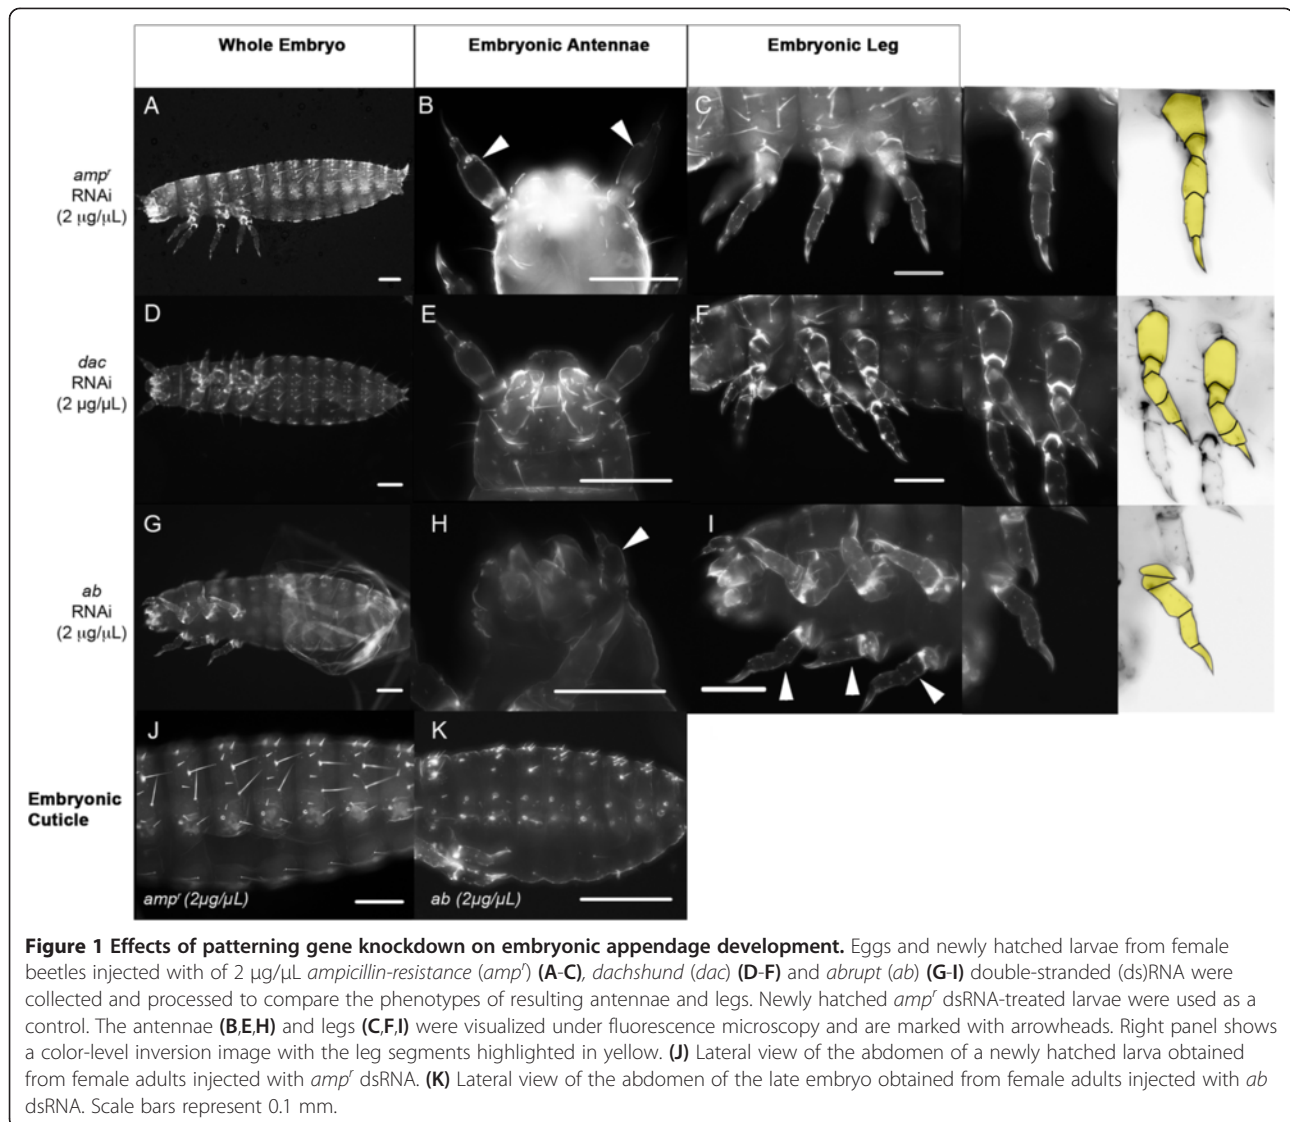 Whole Embryo
Embryonic Antennae
Embryonic Leg
A
B
C
ampʳ
RNAi
(2 µg/µL)
D
E
F
dac
RNAi
(2 µg/µL)
G
H
I
ab
RNAi
(2 µg/µL)
J
K
Embryonic
Cuticle
ampʳ (2µg/µL)
ab (2µg/µL)
Figure 1 Effects of patterning gene knockdown on embryonic appendage development. Eggs and newly hatched larvae from female
beetles injected with of 2 µg/µL ampicillin-resistance (ampʳ) (A-C), dachshund (dac) (D-F) and abrupt (ab) (G-I) double-stranded (ds)RNA were
collected and processed to compare the phenotypes of resulting antennae and legs. Newly hatched ampʳ dsRNA-treated larvae were used as a
control. The antennae (B,E,H) and legs (C,F,I) were visualized under fluorescence microscopy and are marked with arrowheads. Right panel shows
a color-level inversion image with the leg segments highlighted in yellow. (J) Lateral view of the abdomen of a newly hatched larva obtained
from female adults injected with ampʳ dsRNA. (K) Lateral view of the abdomen of the late embryo obtained from female adults injected with ab
dsRNA. Scale bars represent 0.1 mm.